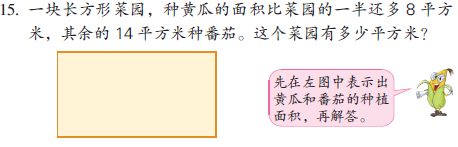 15. 一块长方形菜园，种黄瓜的面积比菜园的一半还多 8 平方
米，其余的 14 平方米种番茄。这个菜园有多少平方米？
先在左图中表示出
黄瓜和番茄的种植
面积，再解答。